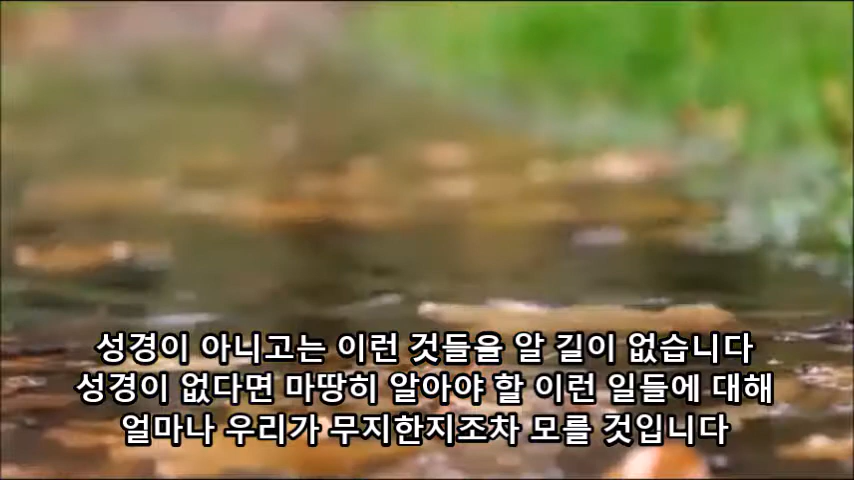 성경이 아니고는 이런 것들을 알 길이 없습니다
성경이 없다면 마땅히 알아야 할 이런 일들에 대해
얼마나 우리가 무지한지조차 모를 것입니다